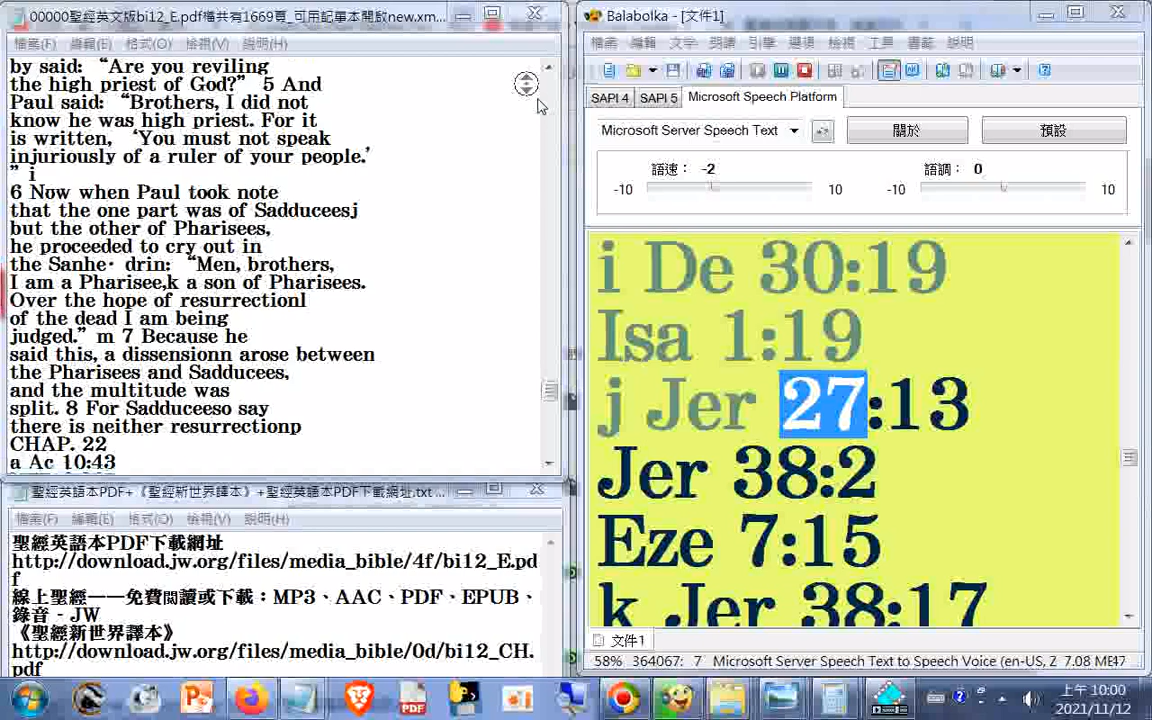 00000聖經英文版bi12_E.pdf檔共有1669頁_可用記事本開啟new.xm...
檔案(F) 編輯(E) 格式(O) 檢視(V) 說明(H)
by said: “Are you reviling
the high priest of God?” 5 And
Paul said: “Brothers, I did not
know he was high priest. For it
is written, ‘You must not speak
injuriously of a ruler of your people.’
” i
6 Now when Paul took note
that the one part was of Sadduceesj
but the other of Pharisees,
he proceeded to cry out in
the Sanhe· drin: “Men, brothers,
I am a Pharisee,k a son of Pharisees.
Over the hope of resurrectionl
of the dead I am being
judged.” m 7 Because he
said this, a dissensionn arose between
the Pharisees and Sadducees,
and the multitude was
split. 8 For Sadduceeso say
there is neither resurrectionp
CHAP. 22
a Ac 10:43
聖經英語本PDF+《聖經新世界譯本》+聖經英語本PDF下載網址.txt ...
檔案(F) 編輯(E) 格式(O) 檢視(V) 說明(H)
聖經英語本PDF下載網址
http://download.jw.org/files/media_bible/4f/bi12_E.pd
f
線上聖經——免費閱讀或下載：MP3、AAC、PDF、EPUB、
錄音 - JW
《聖經新世界譯本》
http://download.jw.org/files/media_bible/0d/bi12_CH.
pdf
Balabolka - [文件1]
檔案 編輯 文字 朗讀 引擎 選項 檢視 工具 書籤 說明
SAPI 4 SAPI 5 Microsoft Speech Platform
Microsoft Server Speech Text 關於 預設
語速： -2 語調： 0
-10 10 -10 10
i De 30:19
Isa 1:19
j Jer 27:13
Jer 38:2
Eze 7:15
k Jer 38:17
文件1
58% 364067: 7 Microsoft Server Speech Text to Speech Voice (en-US, Z 7.08 ME47
上午 10:00
2021/11/12